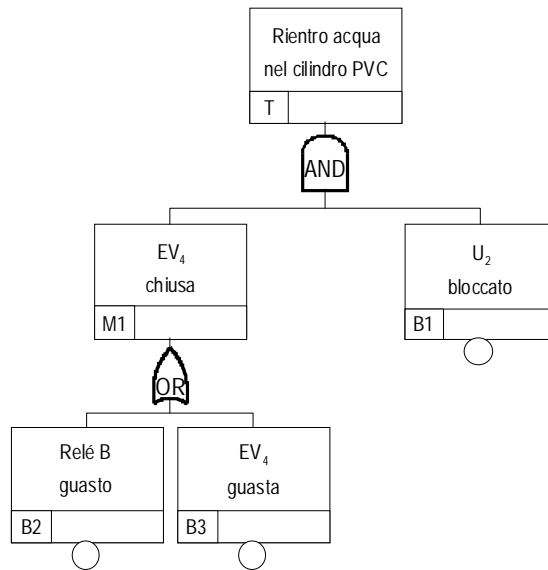 Rientro acqua
nel cilindro PVC
T
AND
EV₄
chiusa
M1
U₂
bloccato
B1
OR
Relé B
guasto
B2
EV₄
guasta
B3